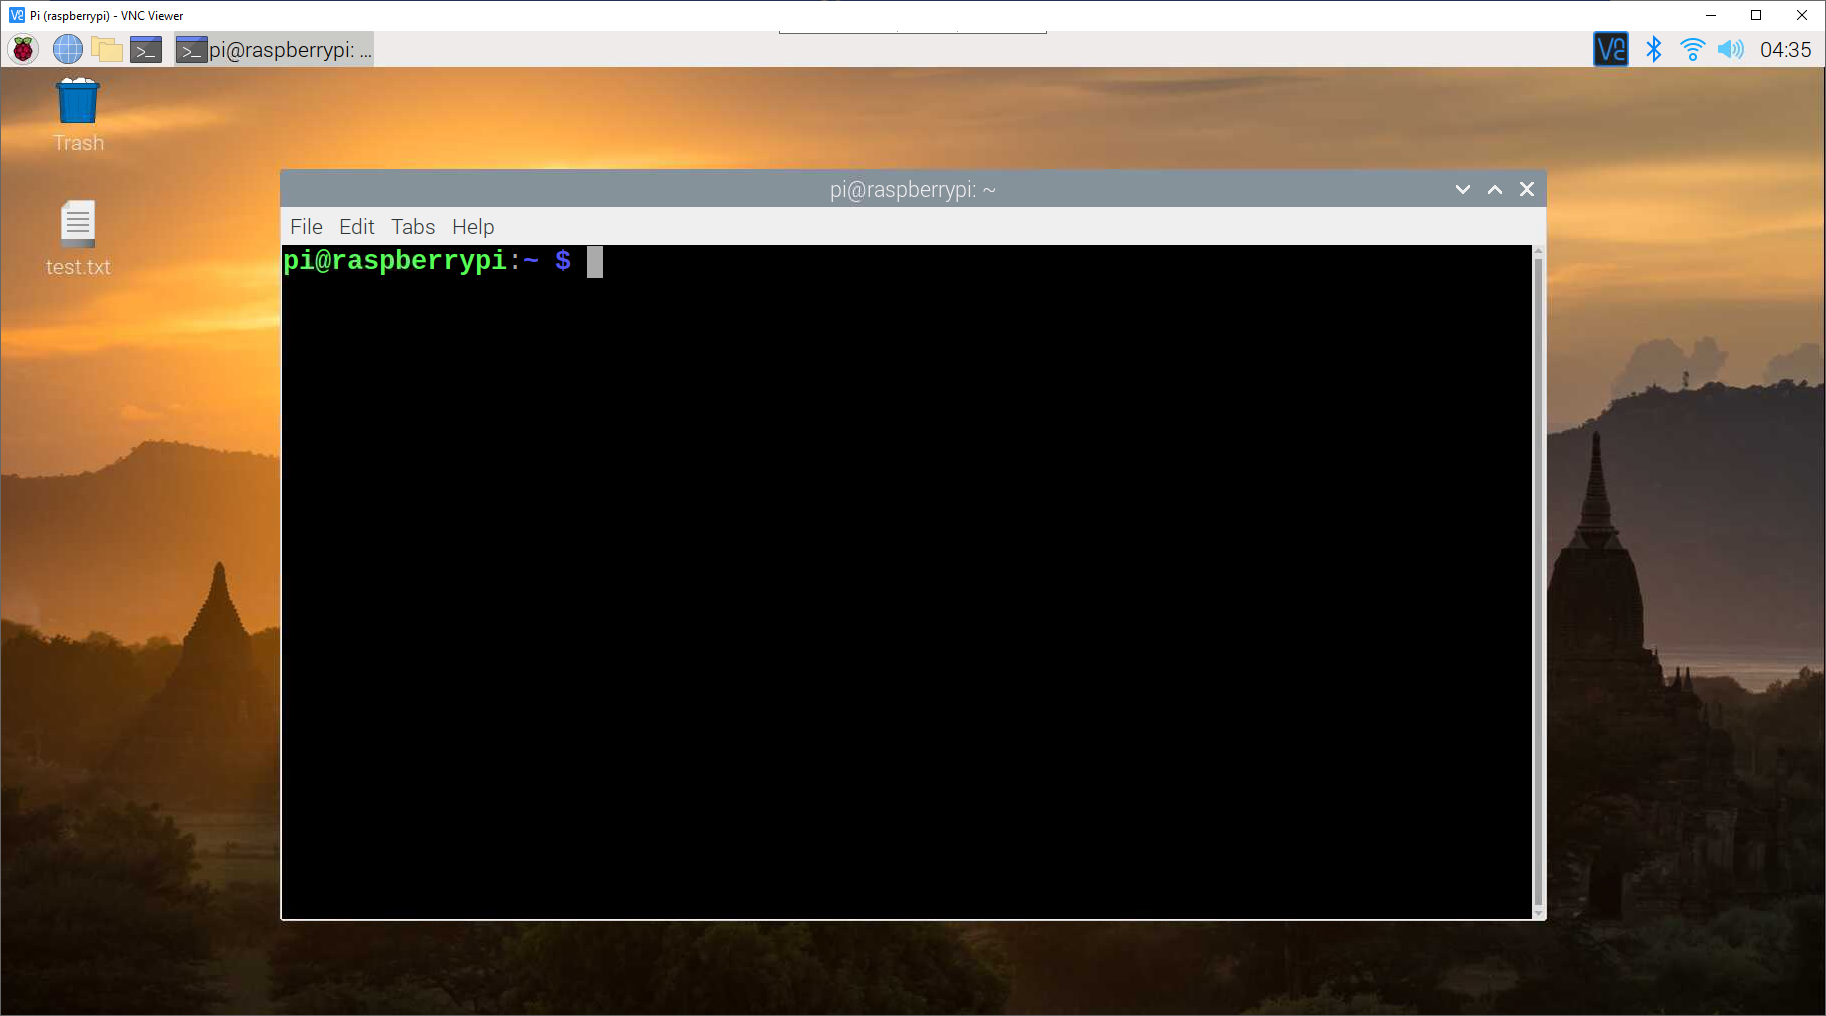 Pi (raspberrypi) - VNC Viewer
pi@raspberrypi: ...
04:35
Trash
test.txt
pi@raspberrypi: ~
File Edit Tabs Help
pi@raspberrypi:~ $